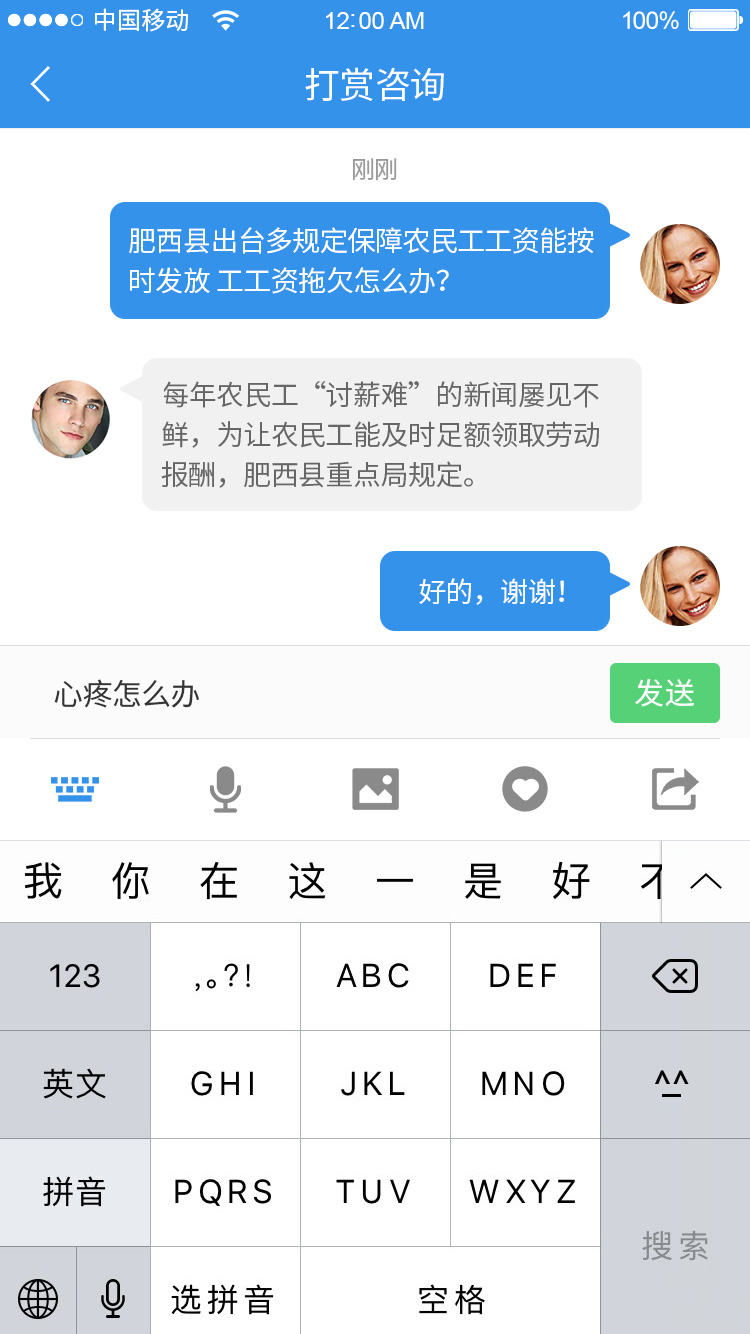 中国移动 12:00 AM 100%
打赏咨询
刚刚
肥西县出台多规定保障农民工工资能按
时发放 工工资拖欠怎么办?
每年农民工“讨薪难”的新闻屡见不
鲜，为让农民工能及时足额领取劳动
报酬，肥西县重点局规定。
好的，谢谢!
心疼怎么办 发送
我 你 在 这 一 是 好 不
123 ,。?! ABC DEF
英文 GHI JKL MNO ^^
拼音 PQRS TUV WXYZ
搜索
选拼音 空格